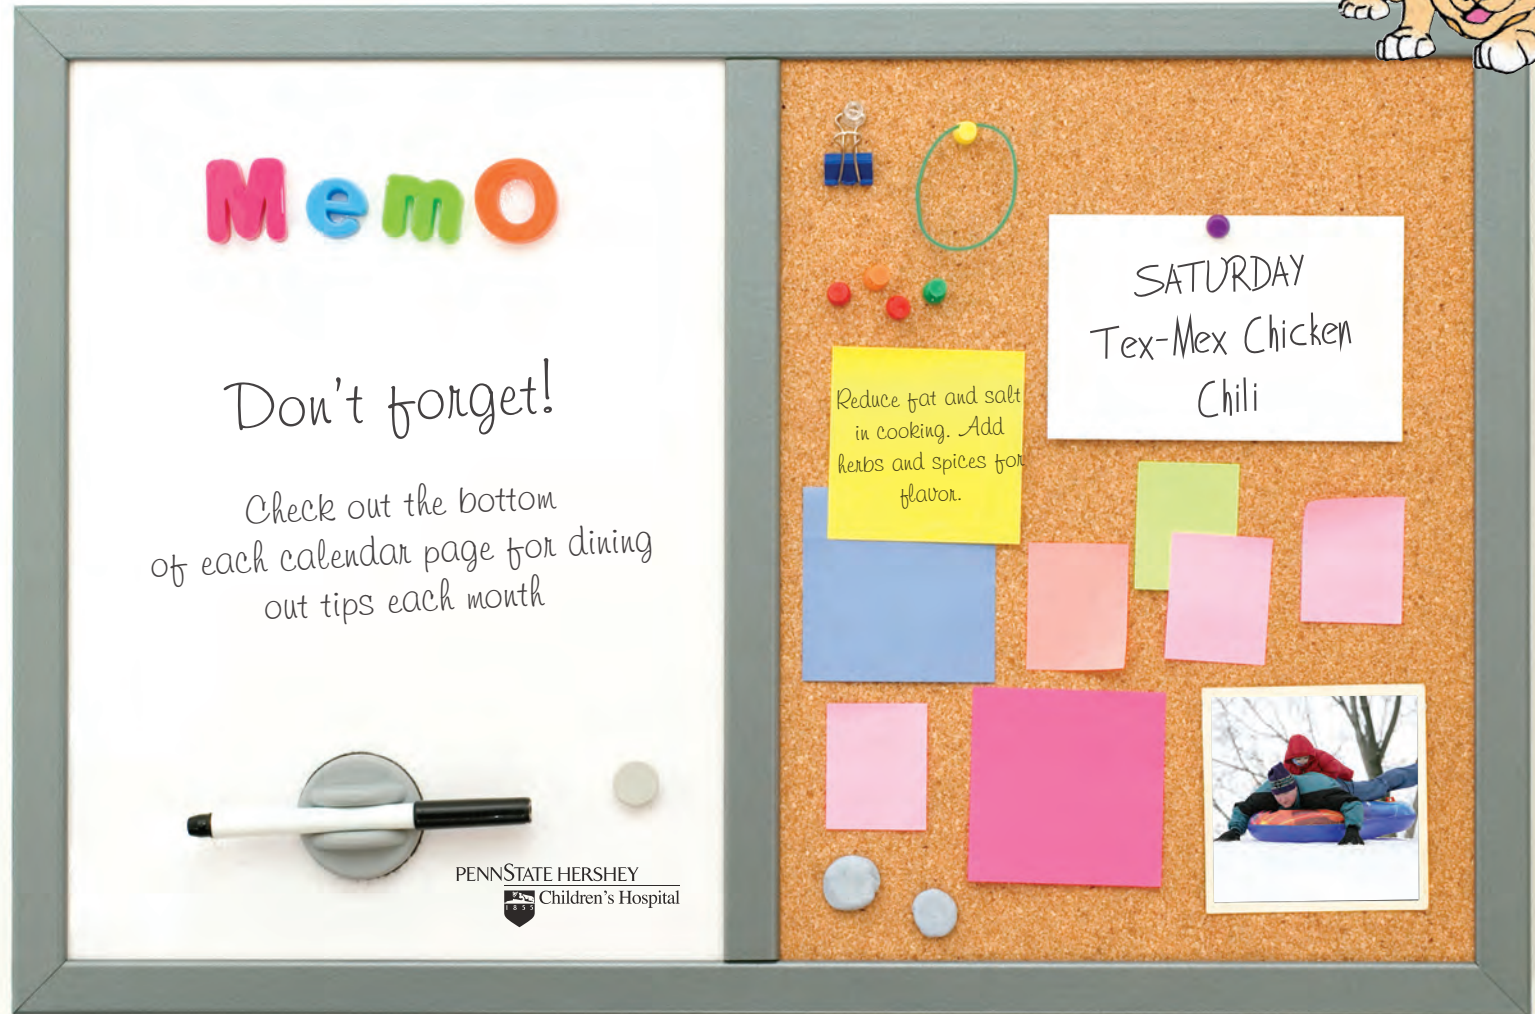 MemO
Don't forget!
Check out the bottom
of each calendar page for dining
out tips each month
PENNSTATE HERSHEY
1855
Children's Hospital
SATURDAY
Tex-Mex Chicken
Chili
Reduce fat and salt
in cooking. Add
herbs and spices for
flavor.